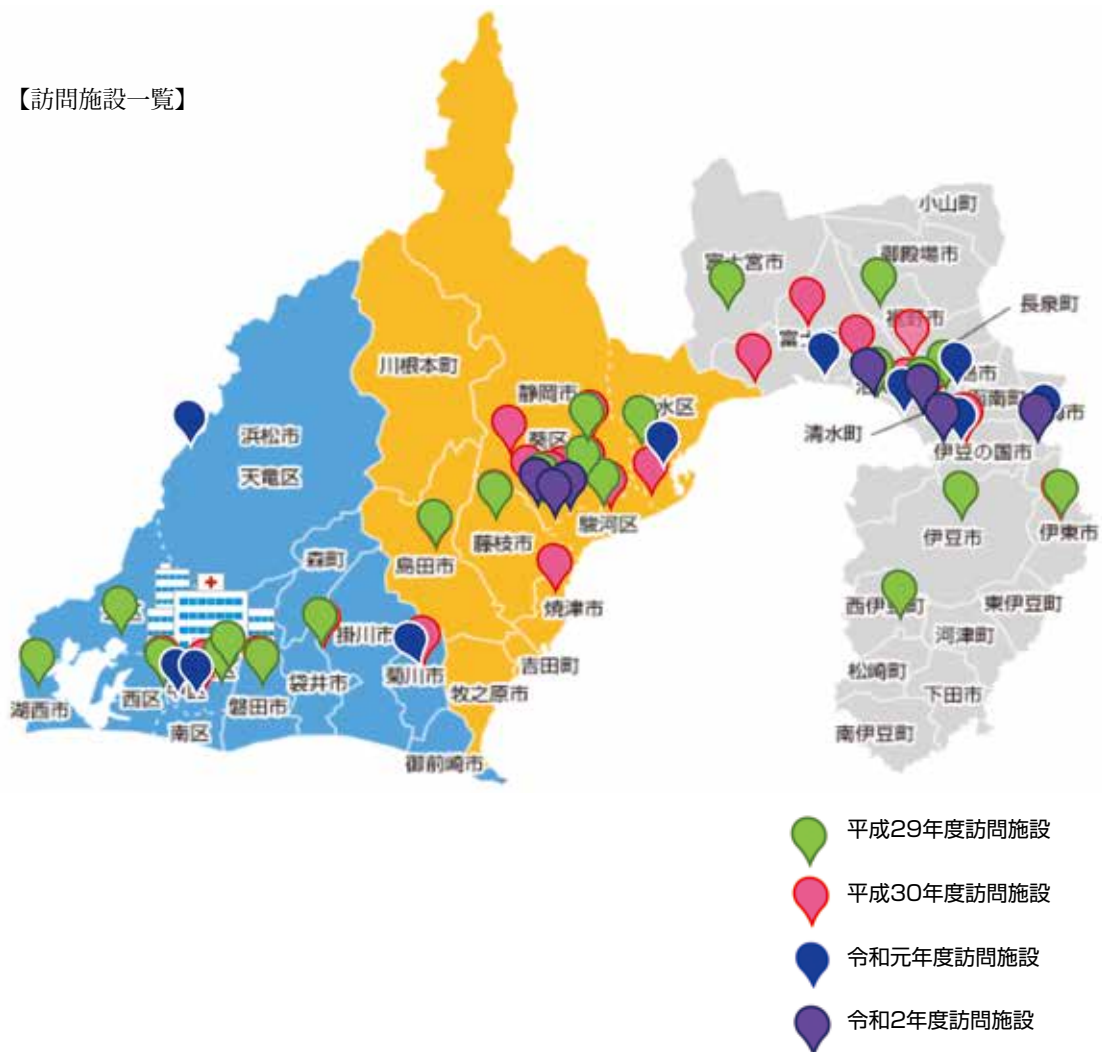 【訪問施設一覧】
小山町
御殿場市
富士宮市
長泉町
川根本町
静岡市
葵区
清水町
函南町
伊豆の国市
浜松市
天竜区
駿河区
藤枝市
島田市
伊豆市
伊東市
森町
焼津市
西伊豆町
東伊豆町
掛川市
河津町
吉田町
菊川市
袋井市
松崎町
湖西市
西区
磐田市
牧之原市
下田市
南区
南伊豆町
御前崎市
平成29年度訪問施設
平成30年度訪問施設
令和元年度訪問施設
令和2年度訪問施設